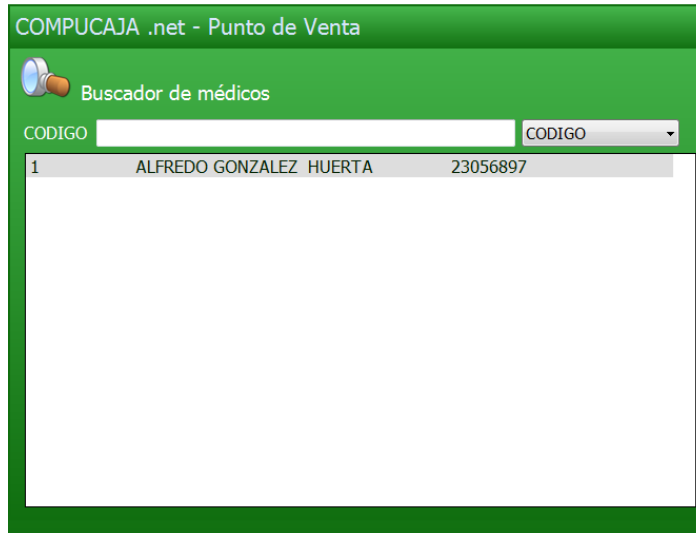 COMPUCAJA .net - Punto de Venta
Buscador de médicos
CODIGO CODIGO
1 ALFREDO GONZALEZ HUERTA 23056897